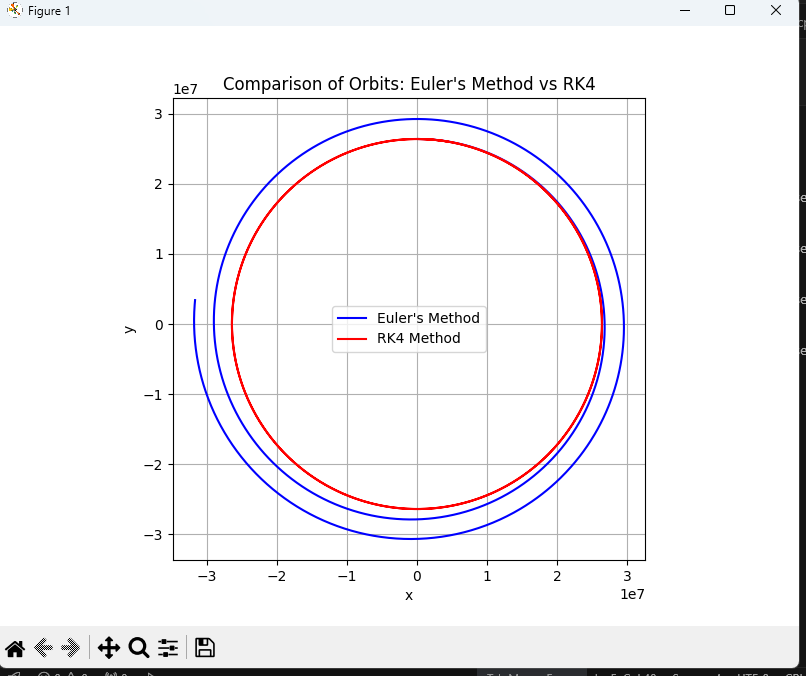 Figure 1
Comparison of Orbits: Euler's Method vs RK4
1e7
3
2
1
0
−1
−2
−3
y
Euler's Method
RK4 Method
−3 −2 −1 0 1 2 3
x
1e7